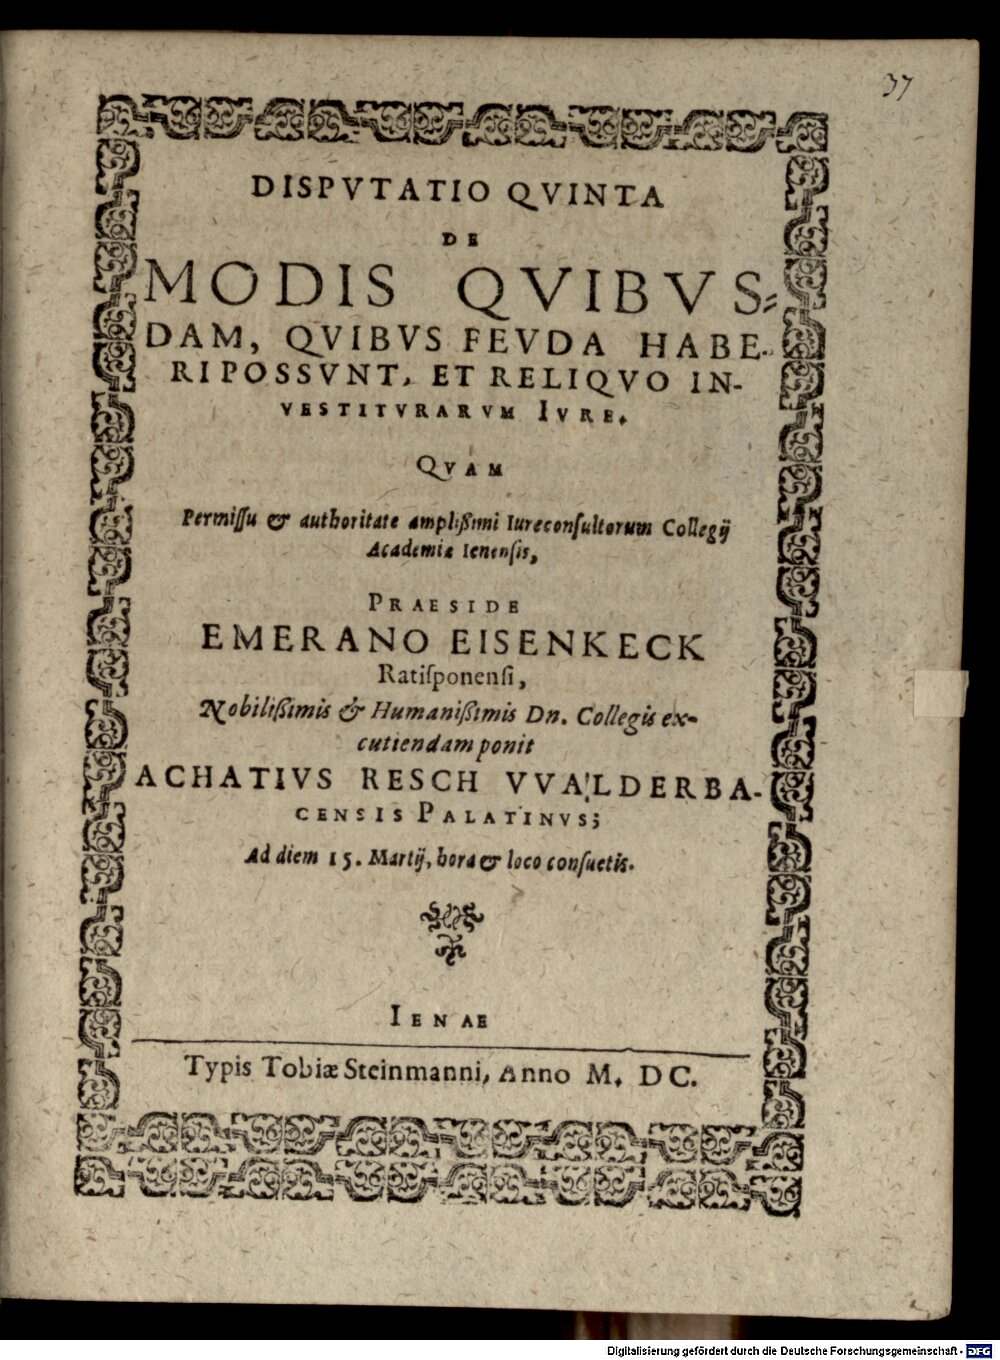 37
DISPVTATIO QVINTA
DE
MODIS QVIBVS⸗
DAM, QVIBVS FEVDA HABE-
RI POSSVNT, ET RELIQVO IN-
VESTITVRARVM IVRE.
QVAM
Permiſſu & authoritate ampliſsimi Iureconſultorum Collegij
Academiæ Ienenſis,
PRAESIDE
EMERANO EISENKECK
Ratiſponenſi,
Nobilißimis & Humanißimis Dn. Collegis ex-
cutiendam ponit
ACHATIVS RESCH VVALDERBA-
CENSIS PALATINVS;
Ad diem 15. Martij, hora & loco conſuetis.
IENAE
Typis Tobiæ Steinmanni, Anno M. DC.
Digitalisierung gefördert durch die Deutsche Forschungsgemeinschaft - DFG